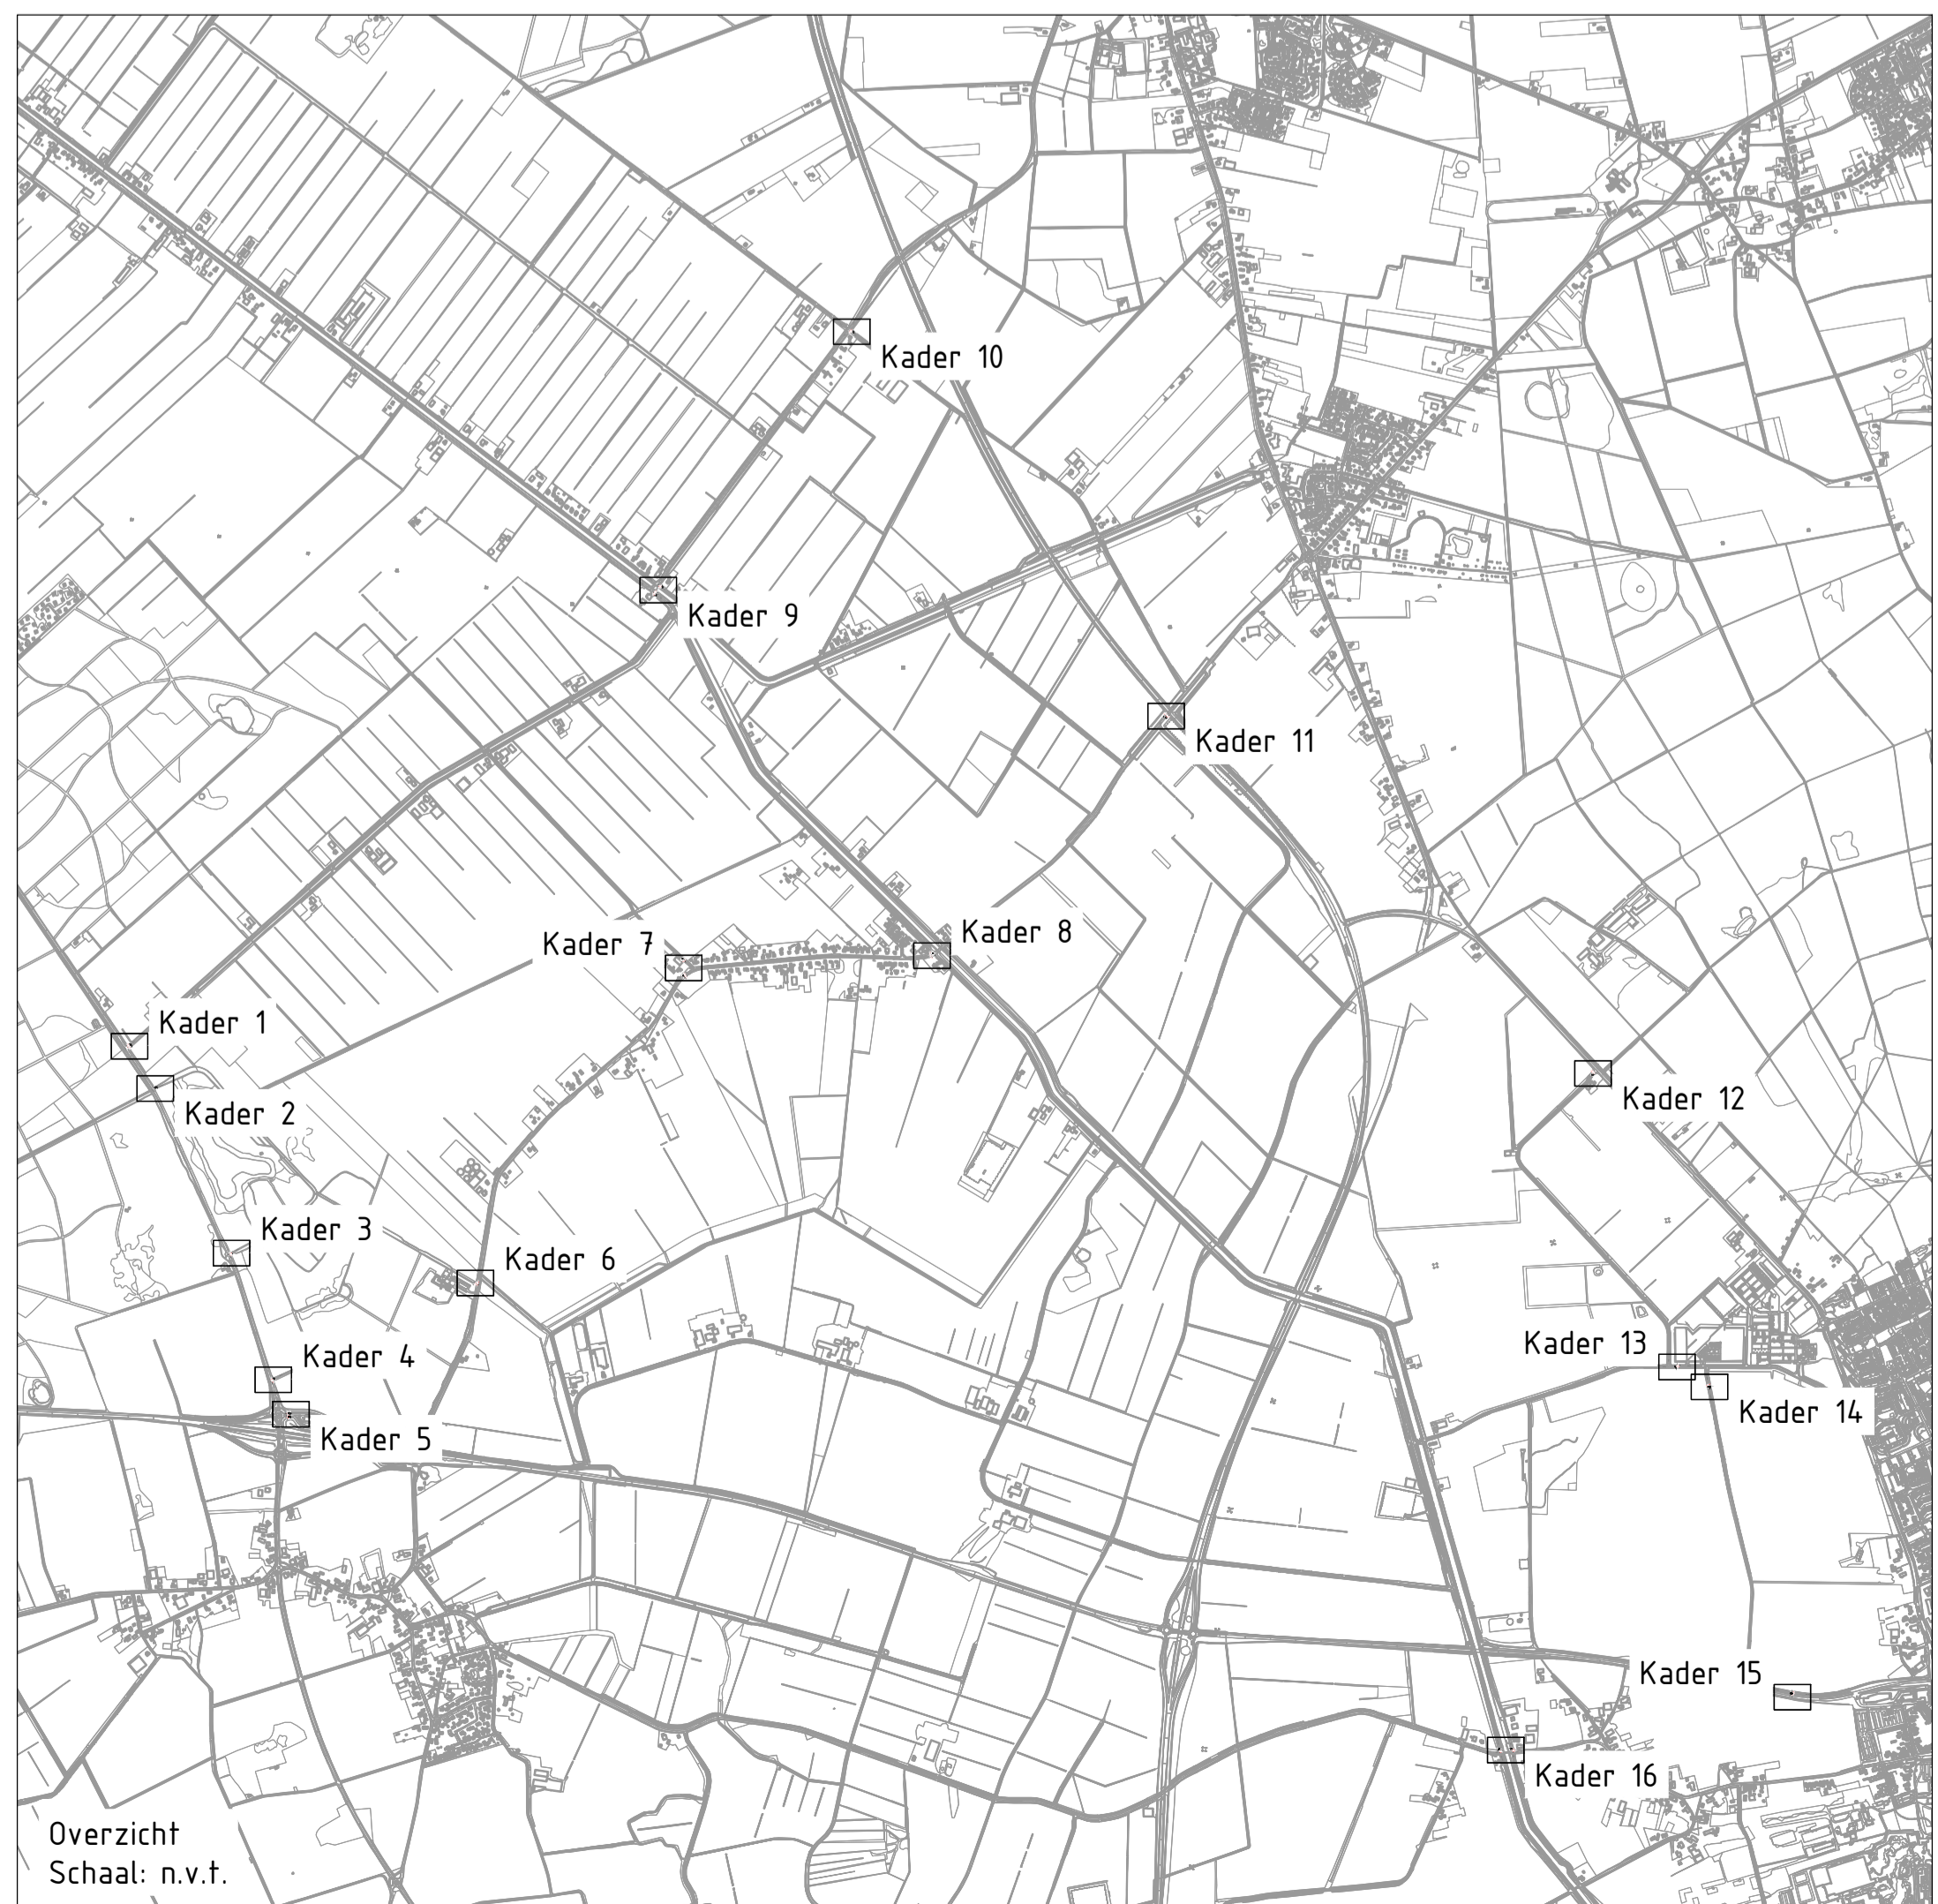 Kader 10
Kader 9
Kader 11
Kader 8
Kader 7
Kader 1
Kader 2
Kader 12
Kader 3
Kader 6
Kader 13
Kader 4
Kader 14
Kader 5
Kader 15
Kader 16
Overzicht
Schaal: n.v.t.